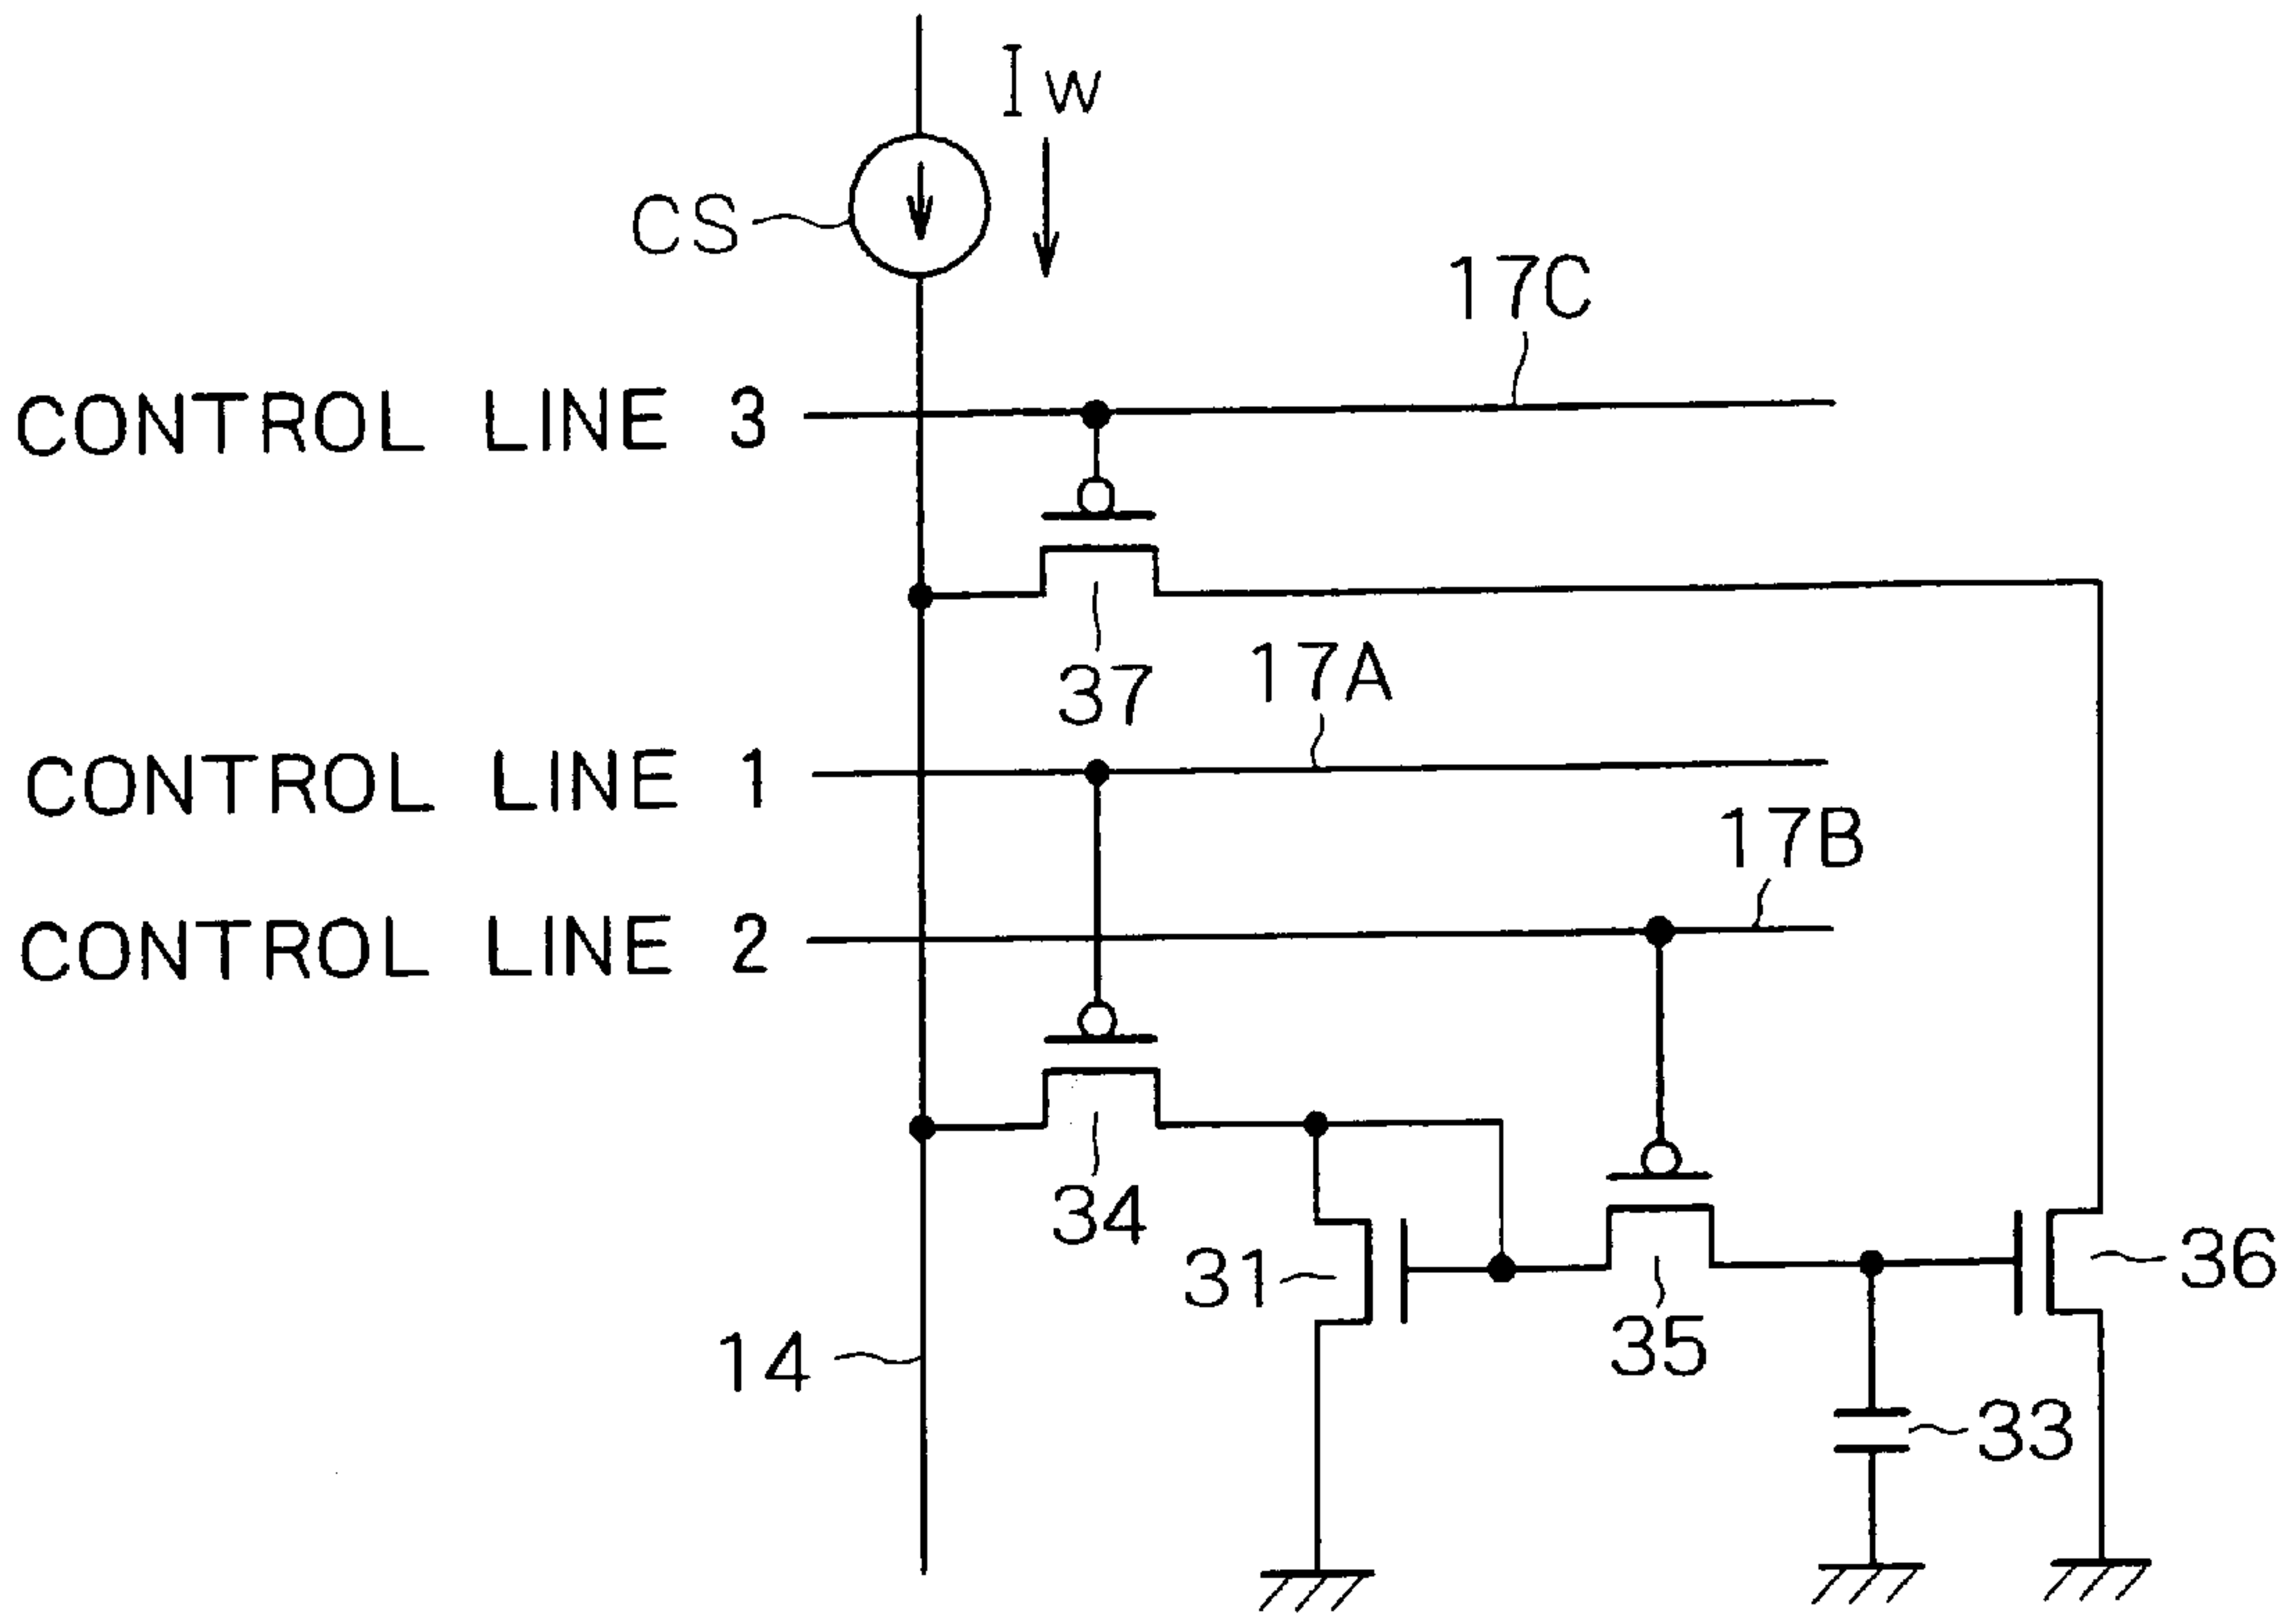 Iw
CS
17C
CONTROL LINE 3
37
17A
CONTROL LINE 1
17B
CONTROL LINE 2
34
31
36
35
14
33